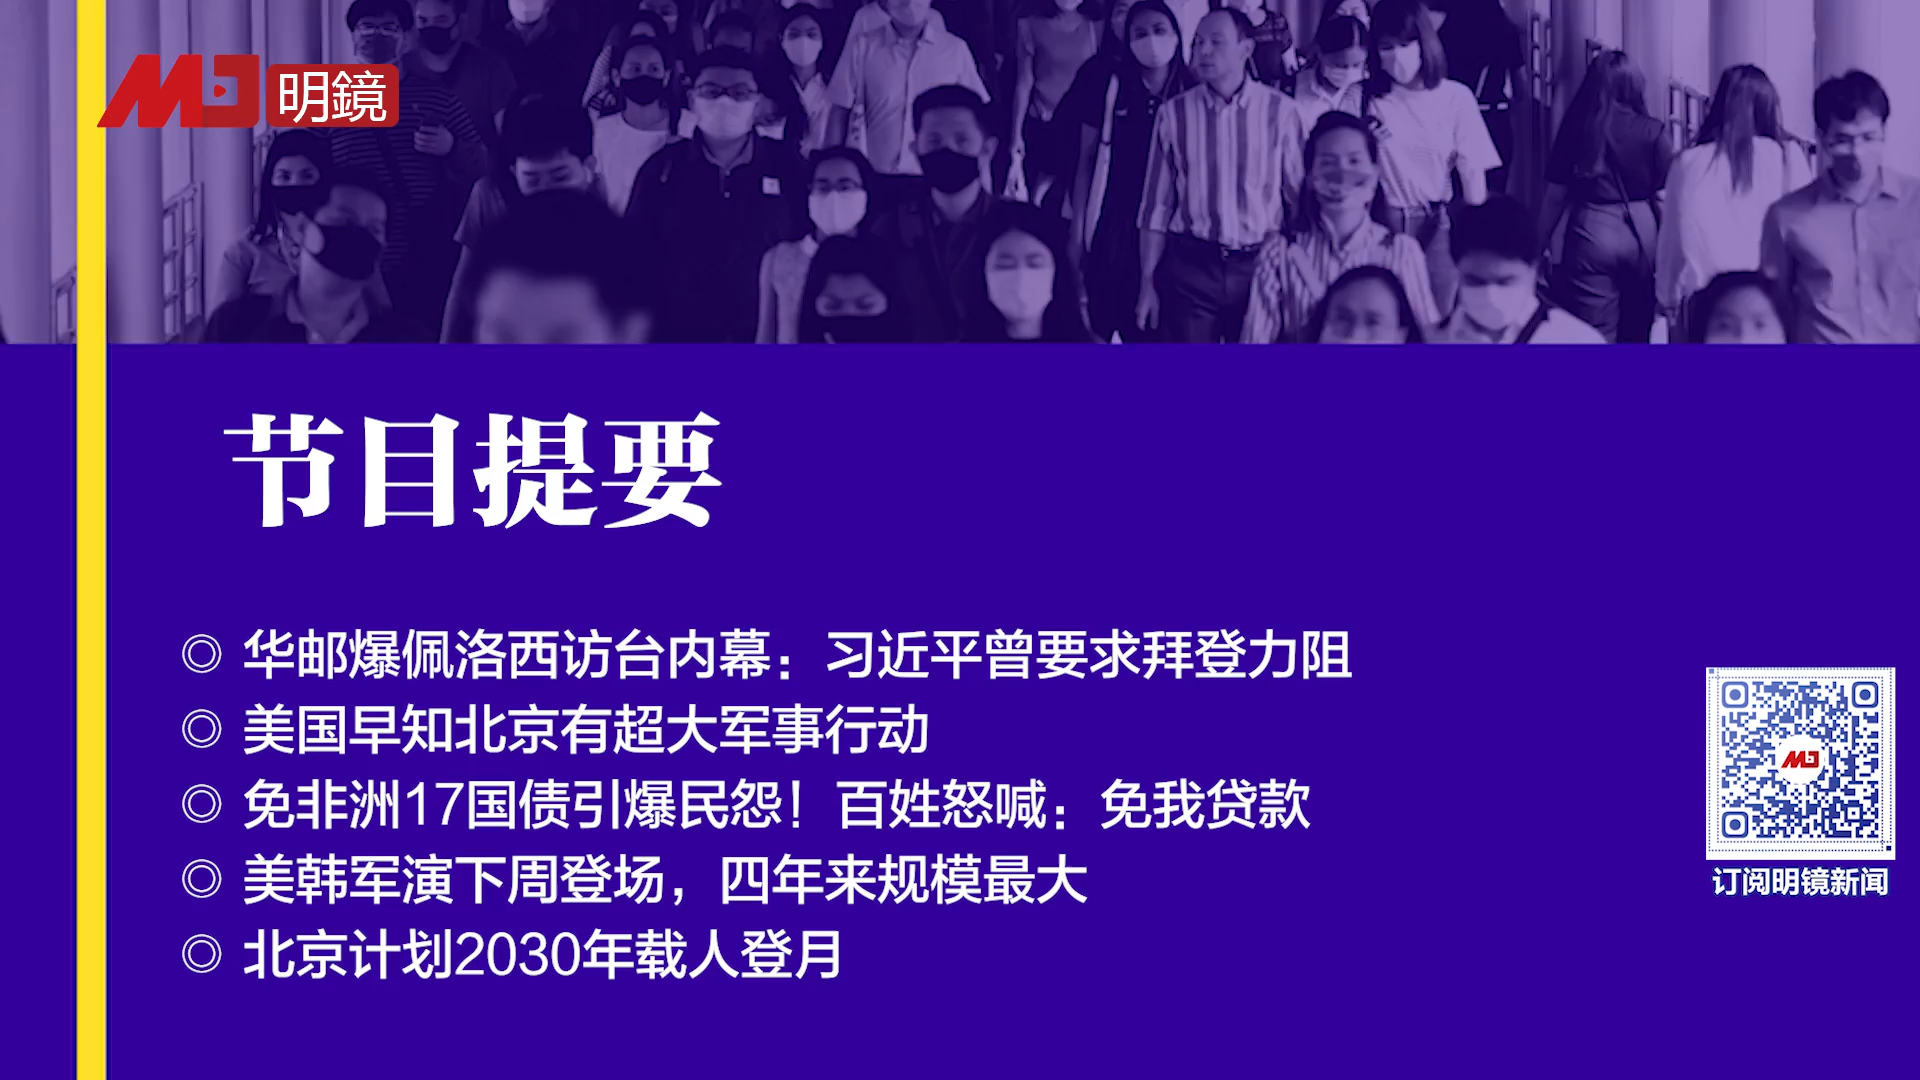 明鏡
节目提要
◎ 华邮爆佩洛西访台内幕：习近平曾要求拜登力阻
◎ 美国早知北京有超大军事行动
◎ 免非洲17国债引爆民怨！百姓怒喊：免我贷款
◎ 美韩军演下周登场，四年来规模最大
◎ 北京计划2030年载人登月
订阅明镜新闻